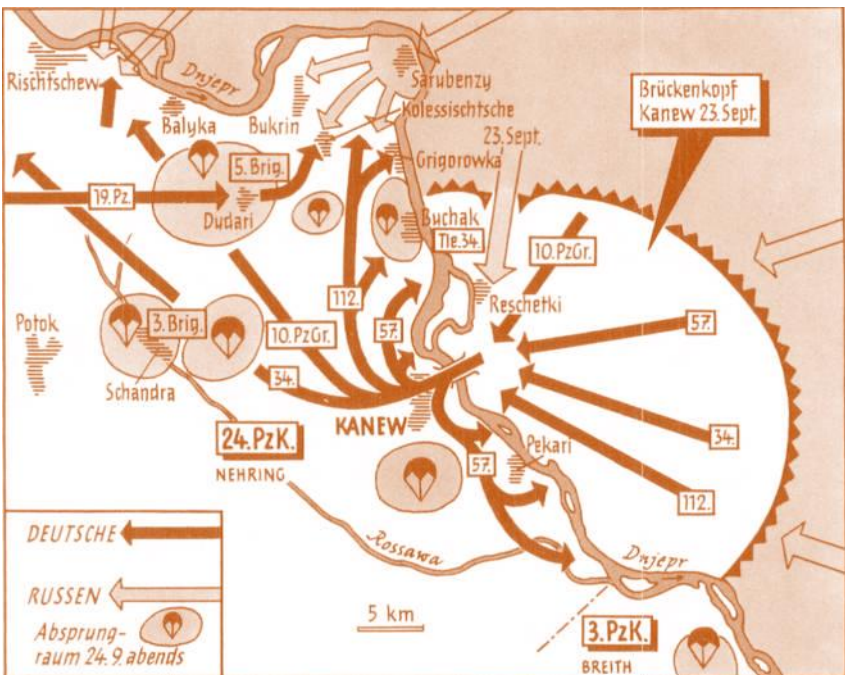 Rischtschew
Dnjepr
Balyka
Bukrin
Sarubenzy
Kolessischtsche
23.Sept.
Grigorowka
Brückenkopf
Kanew 23.Sept.
19.Pz.
5. Brig.
Dudari
Buchak
Tle.34.
10.PzGr.
Reschetki
112.
57.
57.
Potok
3.Brig.
Schandra
10.PzGr.
34.
KANEW
34.
112.
24.PzK.
NEHRING
57.
Pekari
Rossawa
Dnjepr
DEUTSCHE
RUSSEN
Absprung-
raum 24.9. abends
5 km
3.PzK.
BREITH